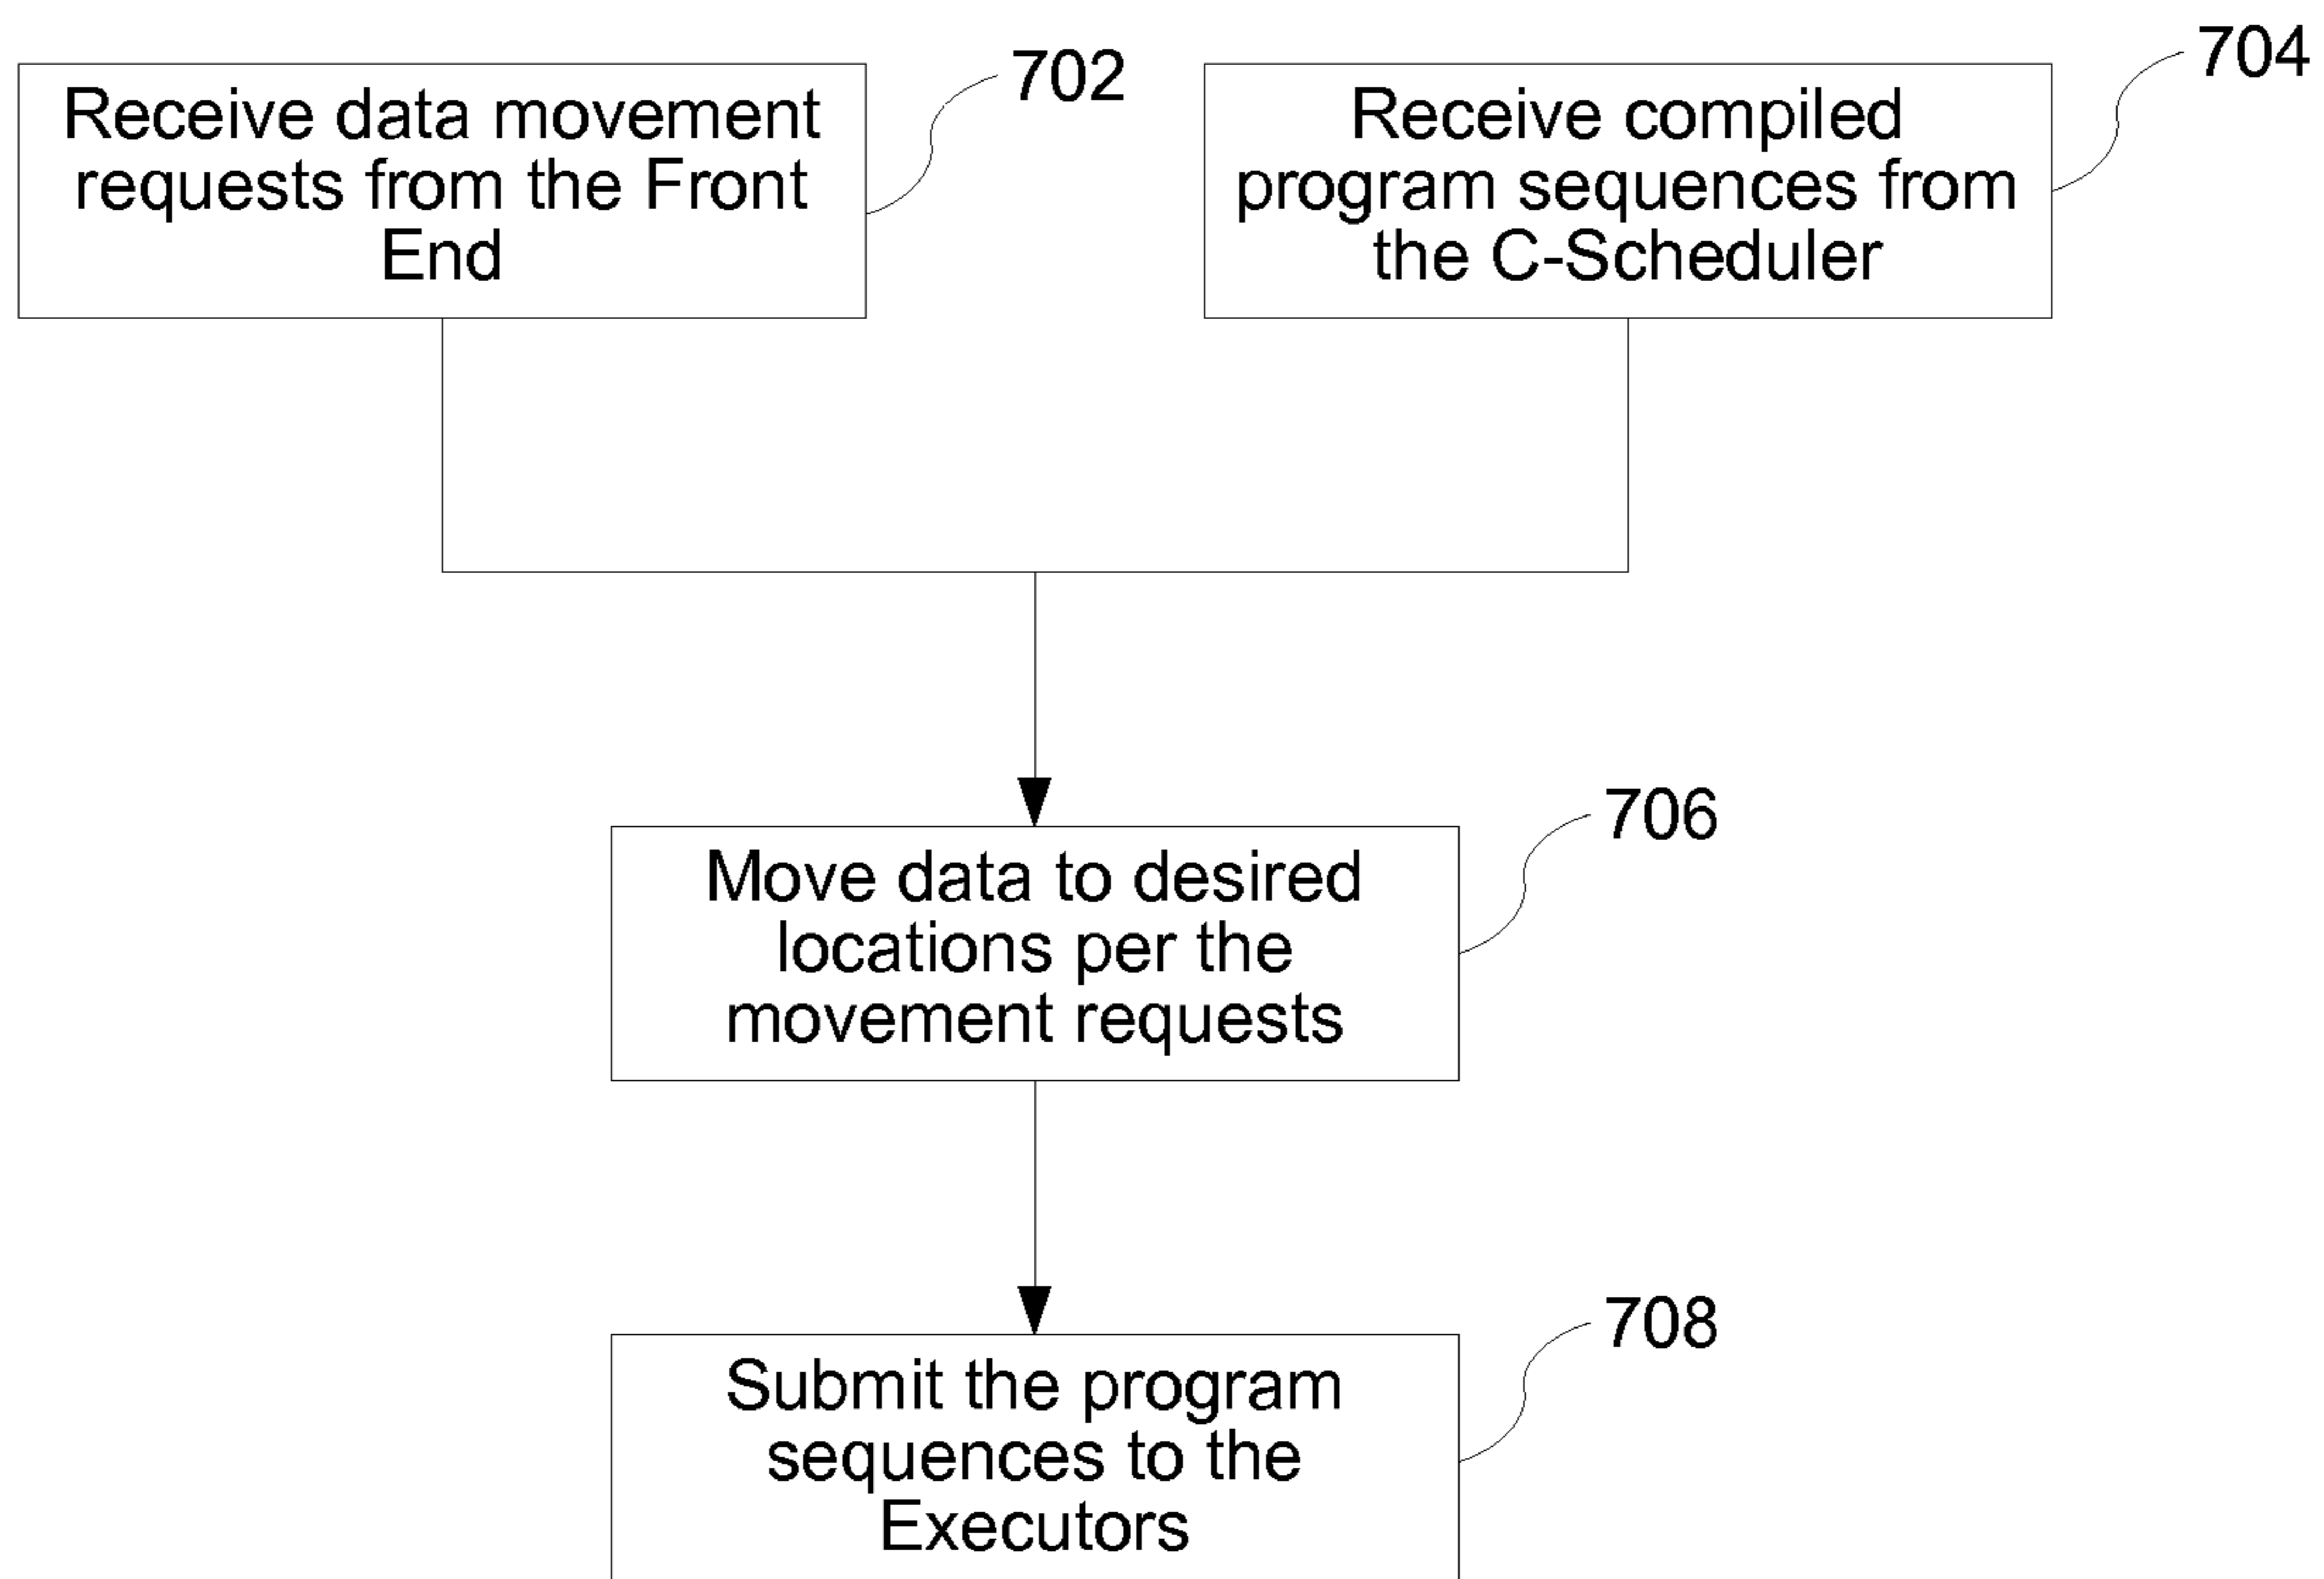 702
704
Receive data movement
requests from the Front
End
Receive compiled
program sequences from
the C-Scheduler
706
Move data to desired
locations per the
movement requests
708
Submit the program
sequences to the
Executors